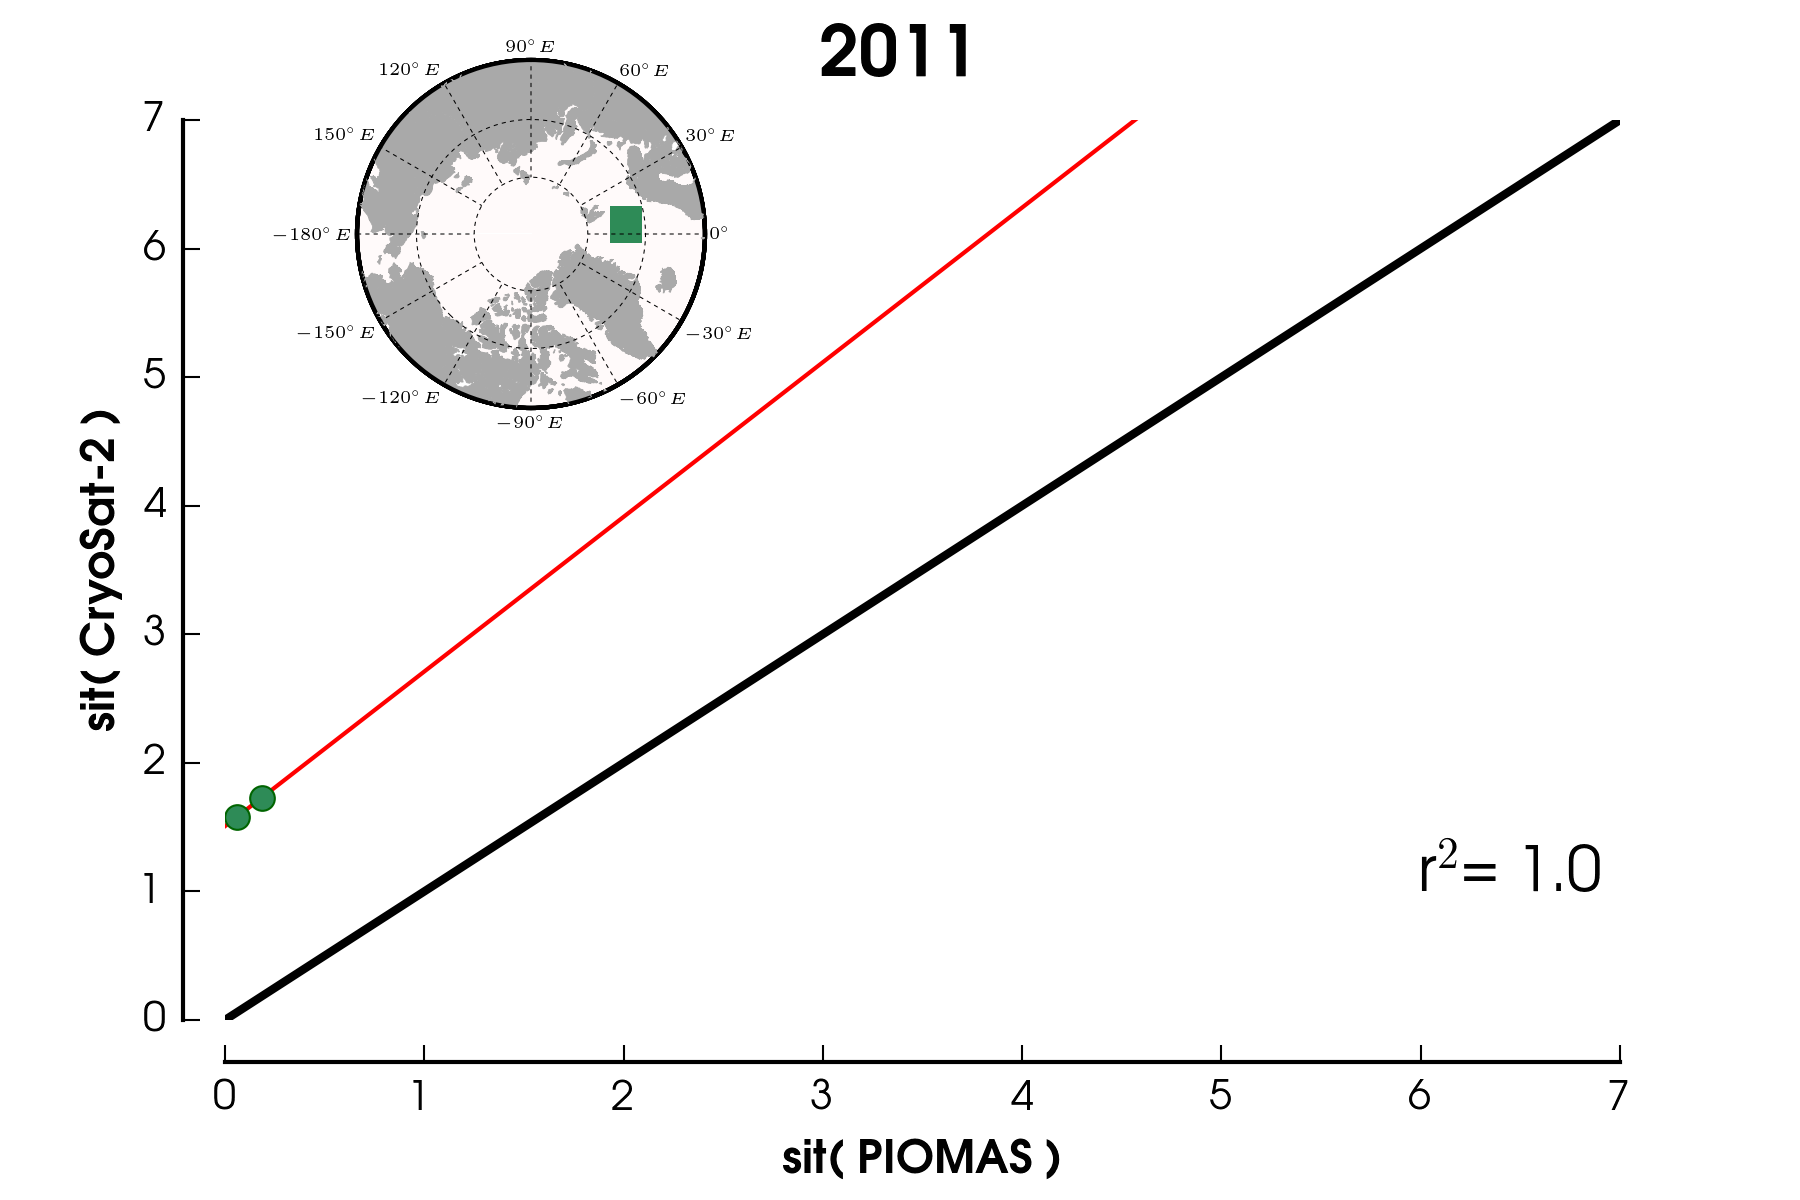 2011
90° E
120° E
60° E
150° E
30° E
−180° E
0°
−150° E
−30° E
−120° E
−60° E
−90° E
7
6
5
4
3
2
1
0
sit( CryoSat-2 )
r²= 1.0
0 1 2 3 4 5 6 7
sit( PIOMAS )